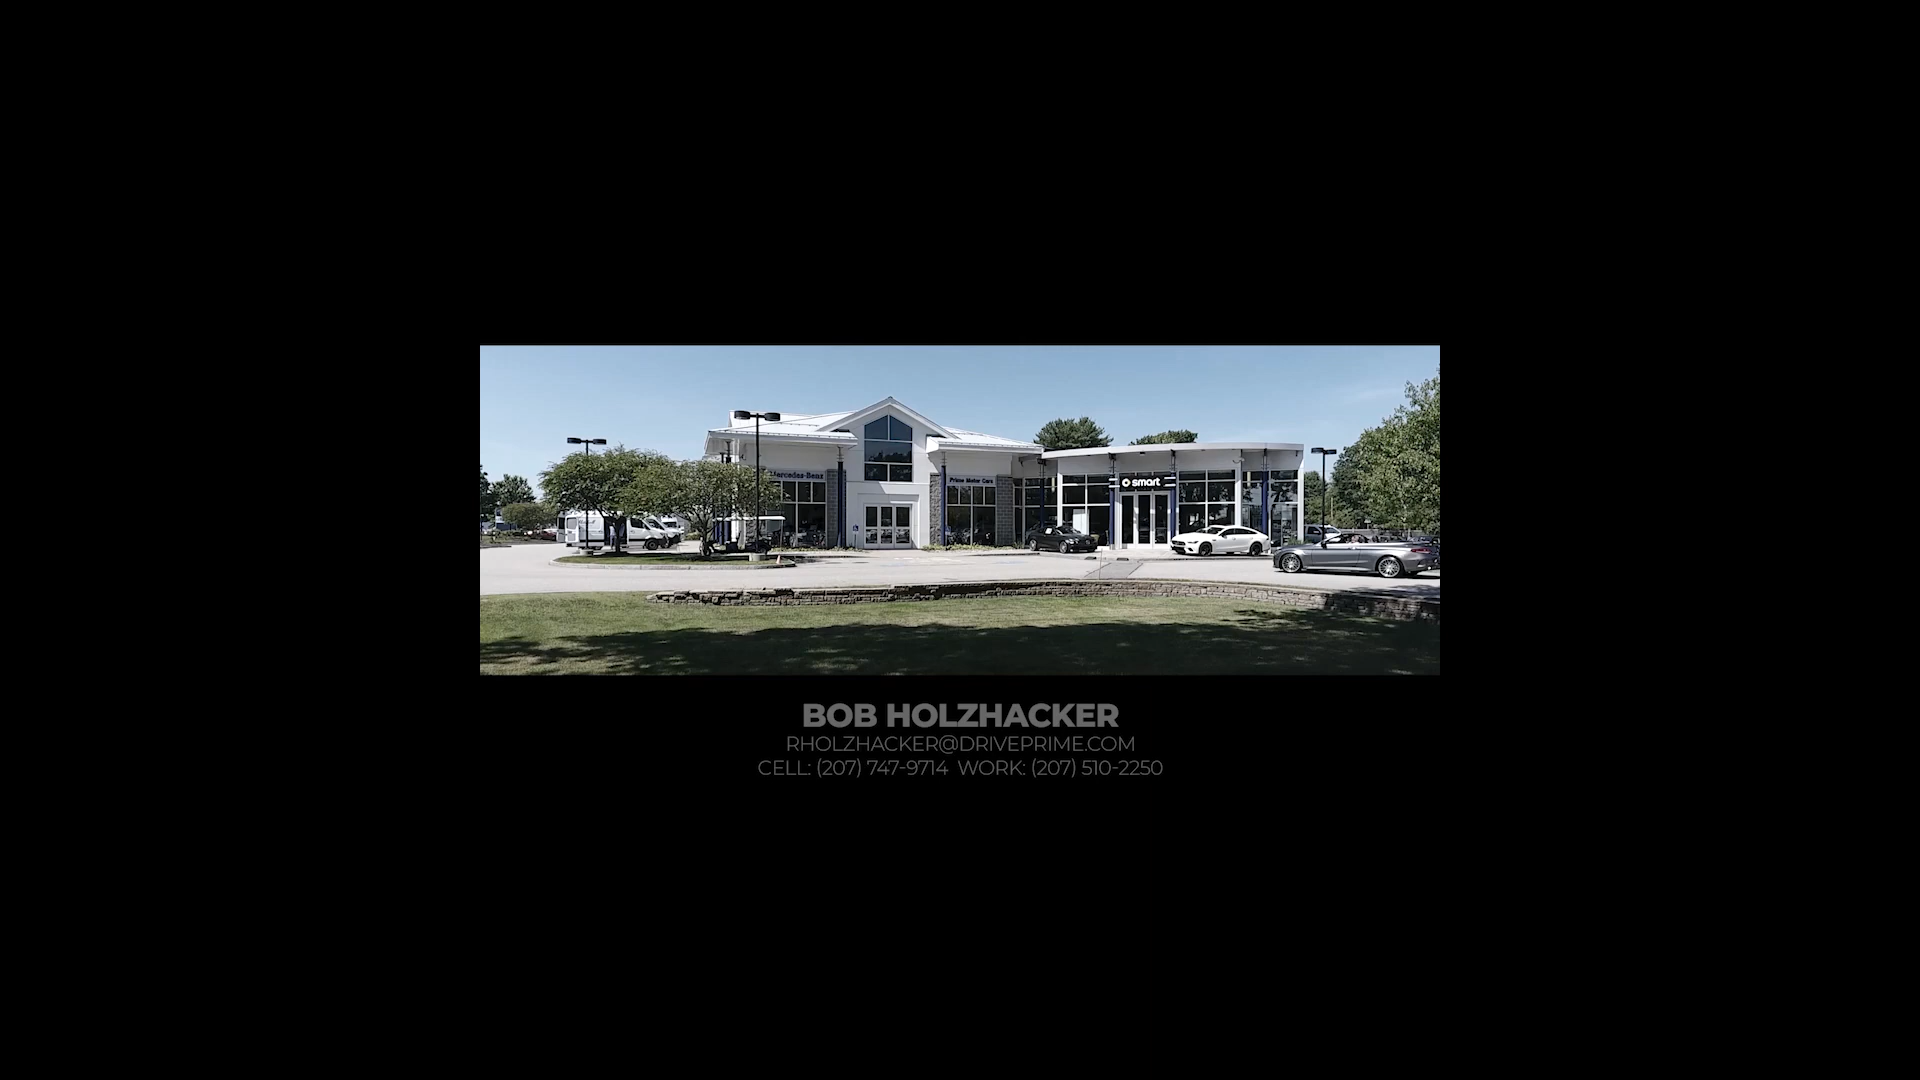 Mercedes-Benz
Prime Motor Cars
smart
BOB HOLZHACKER
RHOLZHACKER@DRIVEPRIME.COM
CELL: (207) 747-9714 WORK: (207) 510-2250